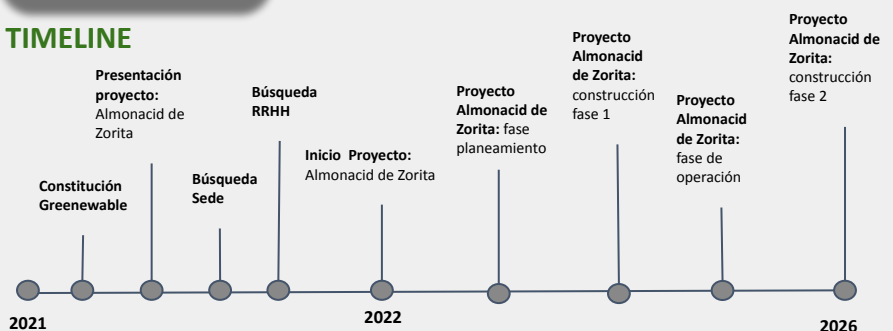 TIMELINE
Constitución
Greenewable
Presentación
proyecto:
Almonacid de
Zorita
Búsqueda
Sede
Búsqueda
RRHH
Inicio Proyecto:
Almonacid de Zorita
Proyecto
Almonacid de
Zorita: fase
planeamiento
Proyecto
Almonacid
de Zorita:
construcción
fase 1
Proyecto
Almonacid
de Zorita:
fase de
operación
Proyecto
Almonacid de
Zorita:
construcción
fase 2
2021
2022
2026